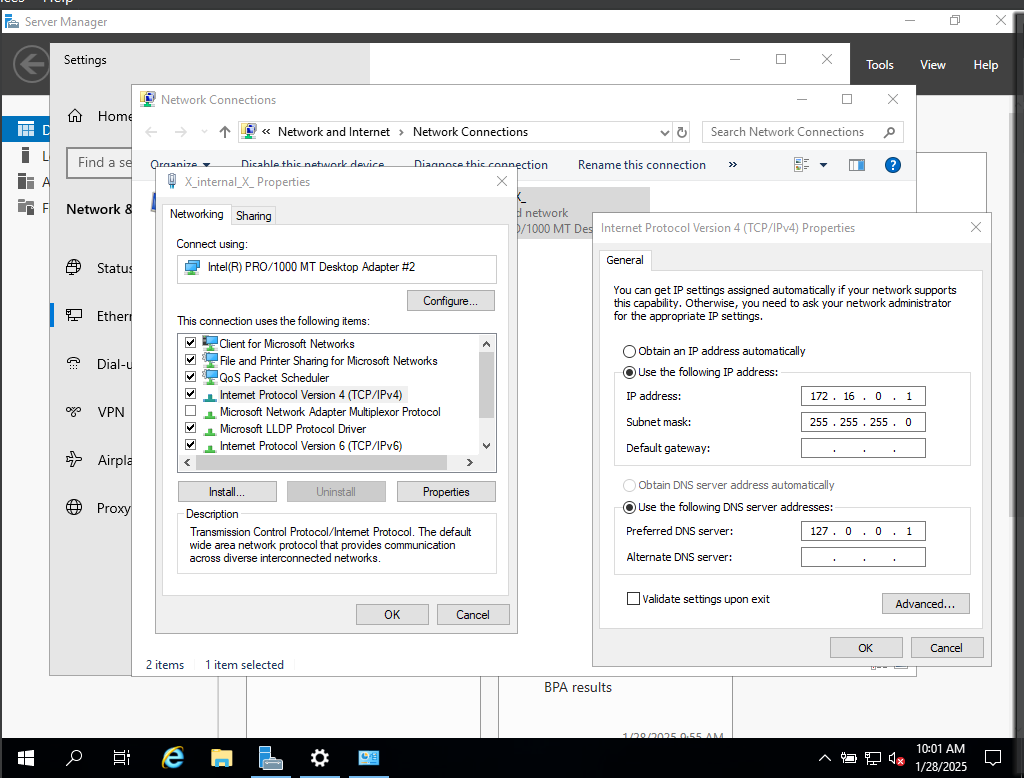 Help
Server Manager
Tools View Help
Settings
Home
Find a se
Network &
Status
Ethern
Dial-u
VPN
Airpla
Proxy
D
L
A
F
Network Connections
« Network and Internet > Network Connections
Search Network Connections
Organize Disable this network device Diagnose this connection Rename this connection »
X_
d network
O/1000 MT Des
X_internal_X_ Properties
Networking Sharing
Connect using:
Intel(R) PRO/1000 MT Desktop Adapter #2
Configure...
This connection uses the following items:
Client for Microsoft Networks
File and Printer Sharing for Microsoft Networks
QoS Packet Scheduler
Internet Protocol Version 4 (TCP/IPv4)
Microsoft Network Adapter Multiplexor Protocol
Microsoft LLDP Protocol Driver
Internet Protocol Version 6 (TCP/IPv6)
Install... Uninstall Properties
Description
Transmission Control Protocol/Internet Protocol. The default
wide area network protocol that provides communication
across diverse interconnected networks.
OK Cancel
Internet Protocol Version 4 (TCP/IPv4) Properties
General
You can get IP settings assigned automatically if your network supports
this capability. Otherwise, you need to ask your network administrator
for the appropriate IP settings.
Obtain an IP address automatically
Use the following IP address:
IP address: 172 . 16 . 0 . 1
Subnet mask: 255 . 255 . 255 . 0
Default gateway: . . .
Obtain DNS server address automatically
Use the following DNS server addresses:
Preferred DNS server: 127 . 0 . 0 . 1
Alternate DNS server: . . .
Validate settings upon exit
Advanced...
OK Cancel
2 items 1 item selected
BPA results
1/28/2025 9:55 AM
10:01 AM
1/28/2025